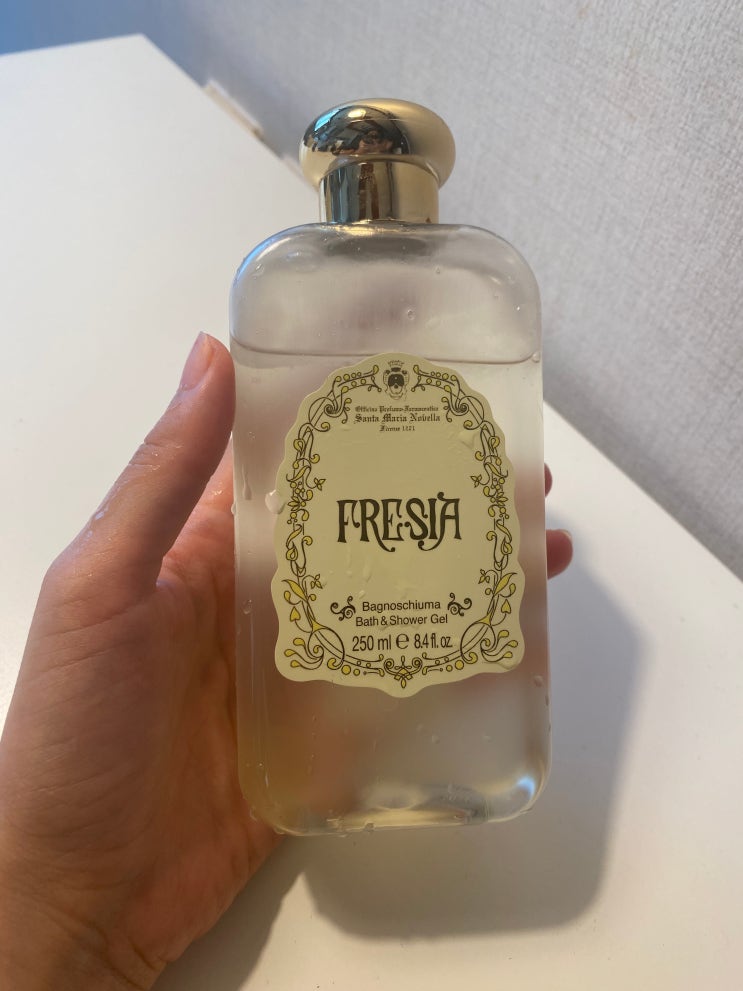 Officina Profumo-Farmaceutica
Santa Maria Novella
Firenze 1221
FRESIA
Bagnoschiuma
Bath & Shower Gel
250 ml ℮ 8.4 fl. oz.